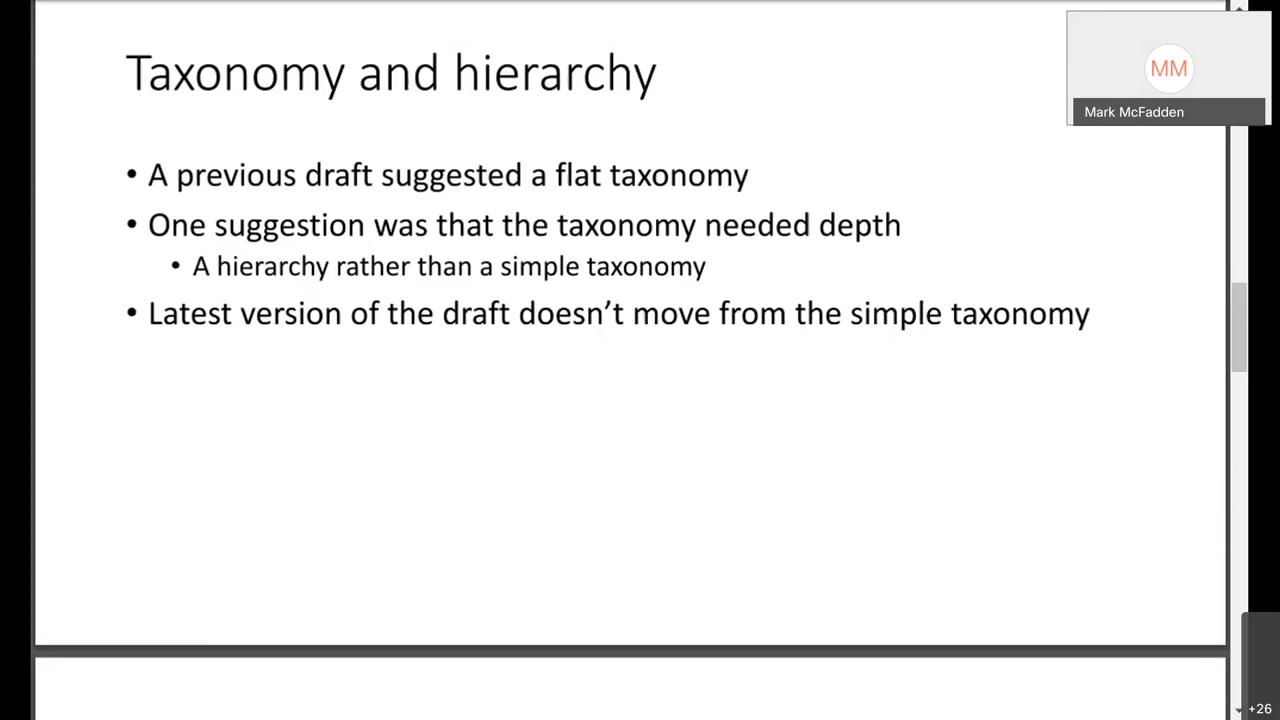 Taxonomy and hierarchy
MM
Mark McFadden
• A previous draft suggested a flat taxonomy
• One suggestion was that the taxonomy needed depth
• A hierarchy rather than a simple taxonomy
• Latest version of the draft doesn’t move from the simple taxonomy
+26